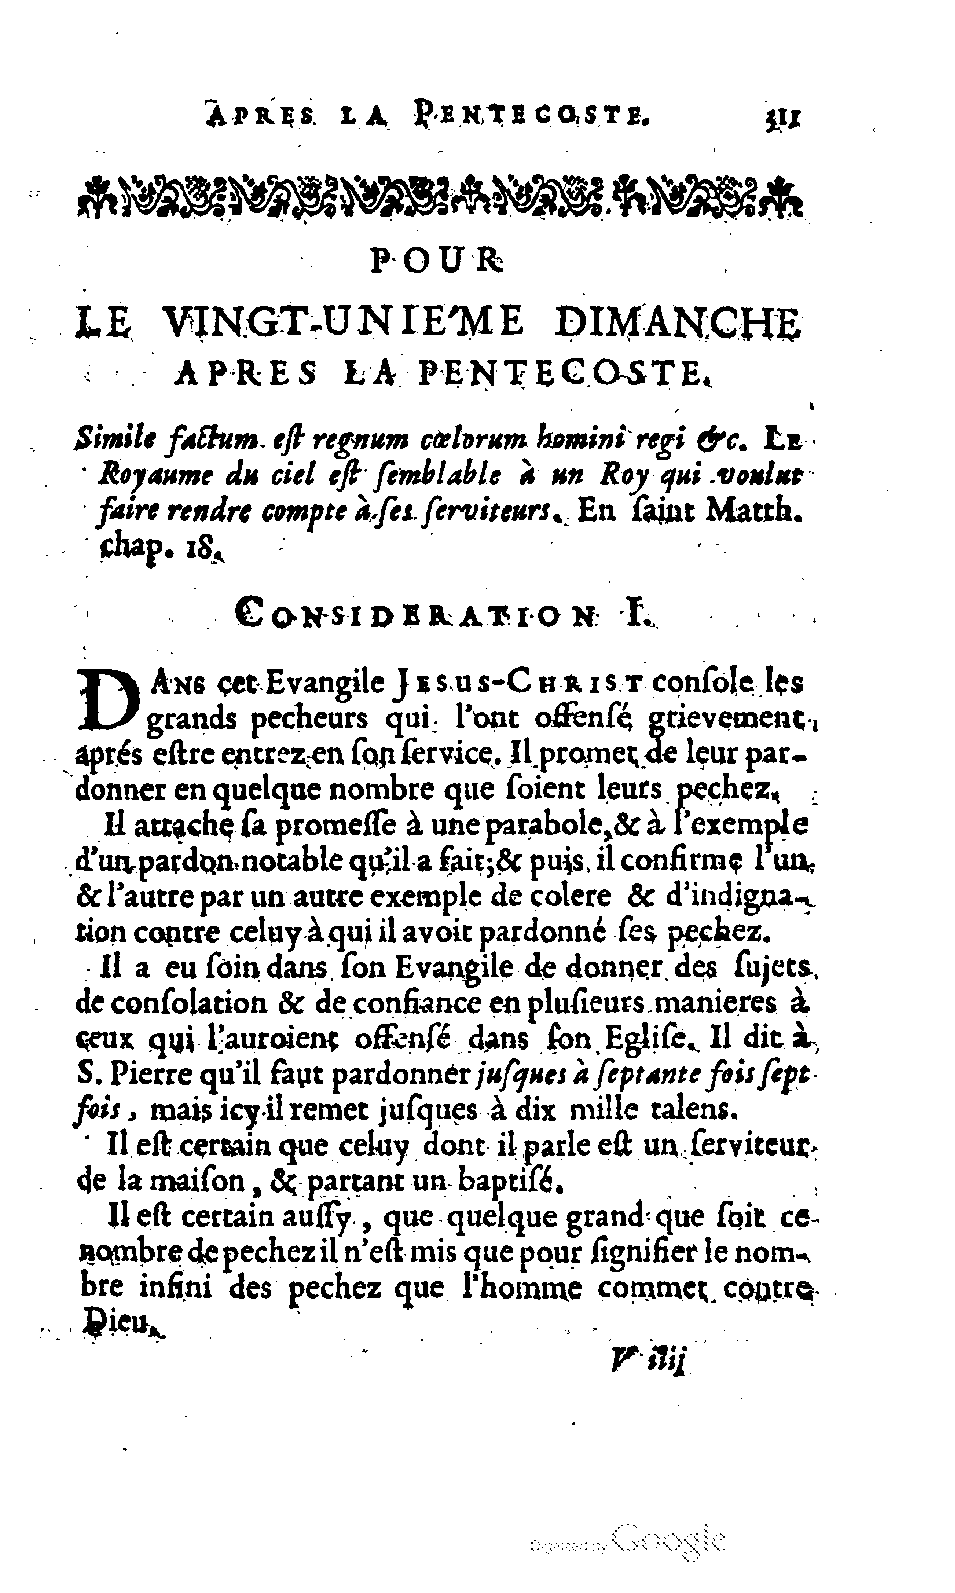 APRES LA PENTECOSTE. 311
POUR
LE VINGT-UNIE'ME DIMANCHE
APRES LA PENTECOSTE.
Simile factum est regnum cœlorum homini regi &c. LE
Royaume du ciel eſt ſemblable à un Roy qui voulut
faire rendre compte à ſes ſerviteurs. En ſaint Matth.
chap. 18.
CONSIDERATION I.
DANS cet Evangile JESUS-CHRIST conſole les
grands pecheurs qui l'ont offenſé grievement,
aprés eſtre entrez en ſon ſervice. Il promet de leur par-
donner en quelque nombre que ſoient leurs pechez.
Il attache ſa promeſſe à une parabole, & à l'exemple
d'un pardon notable qu'il a fait; & puis il confirme l'un
& l'autre par un autre exemple de colere & d'indigna-
tion contre celuy à qui il avoit pardonné ſes pechez.
Il a eu ſoin dans ſon Evangile de donner des ſujets
de conſolation & de confiance en pluſieurs manieres à
ceux qui l'auroient offenſé dans ſon Egliſe. Il dit à
S. Pierre qu'il faut pardonner juſques à ſeptante fois ſept
fois, mais icy il remet juſques à dix mille talens.
Il eſt certain que celuy dont il parle eſt un ſerviteur
de la maiſon, & partant un baptiſé.
Il eſt certain auſſy, que quelque grand que ſoit ce
nombre de pechez il n'eſt mis que pour ſignifier le nom-
bre infini des pechez que l'homme commet contre
Dieu.
V iiij
Digitized by Google